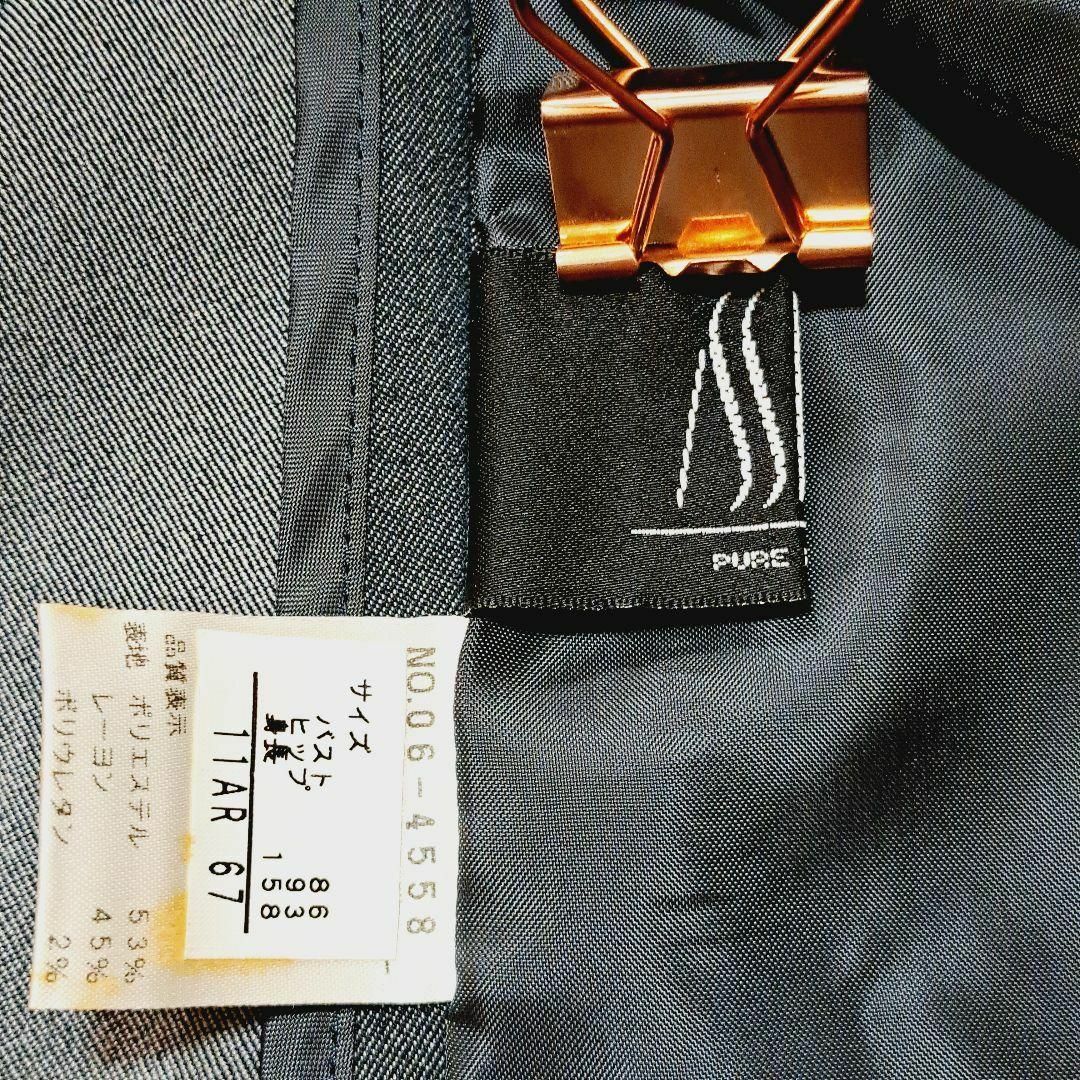 PURE
NO.06-4558
サイズ
バスト 86
ヒップ 93
身長 158
11AR 67
品質表示
表地 ポリエステル 53%
レーヨン 45%
ポリウレタン 2%